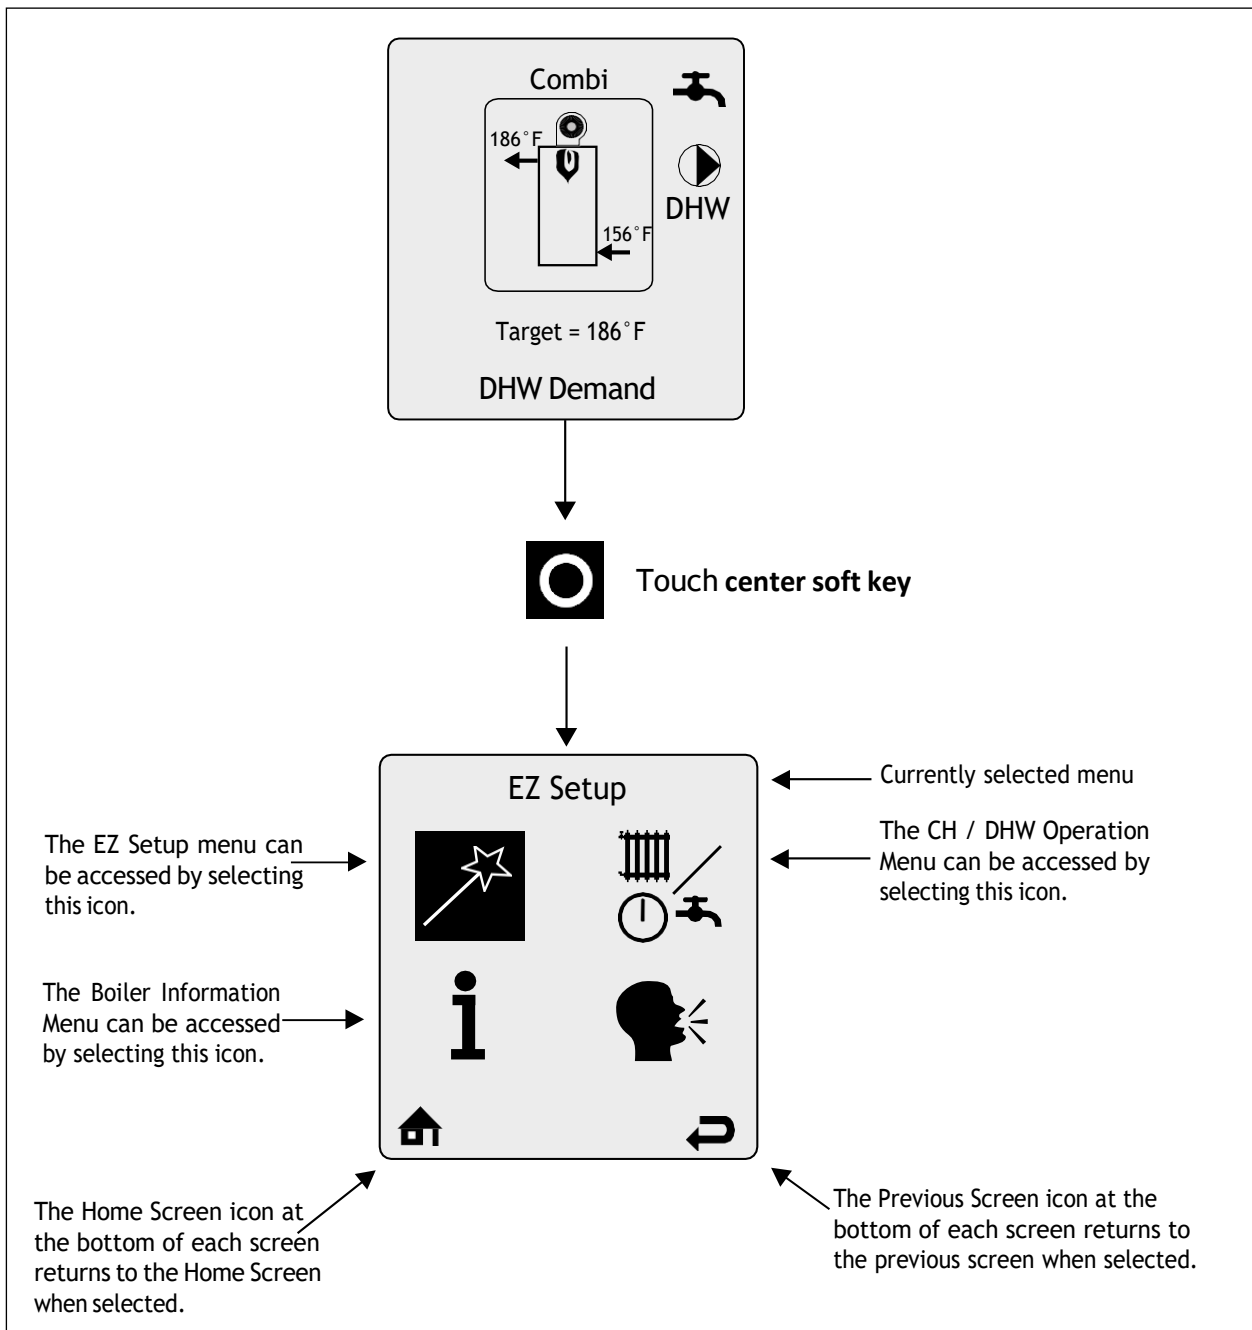 Combi
186°F
156°F
DHW
Target = 186°F
DHW Demand
Touch center soft key
EZ Setup
Currently selected menu
The EZ Setup menu can
be accessed by selecting
this icon.
The CH / DHW Operation
Menu can be accessed by
selecting this icon.
The Boiler Information
Menu can be accessed
by selecting this icon.
The Home Screen icon at
the bottom of each screen
returns to the Home Screen
when selected.
The Previous Screen icon at the
bottom of each screen returns to
the previous screen when selected.